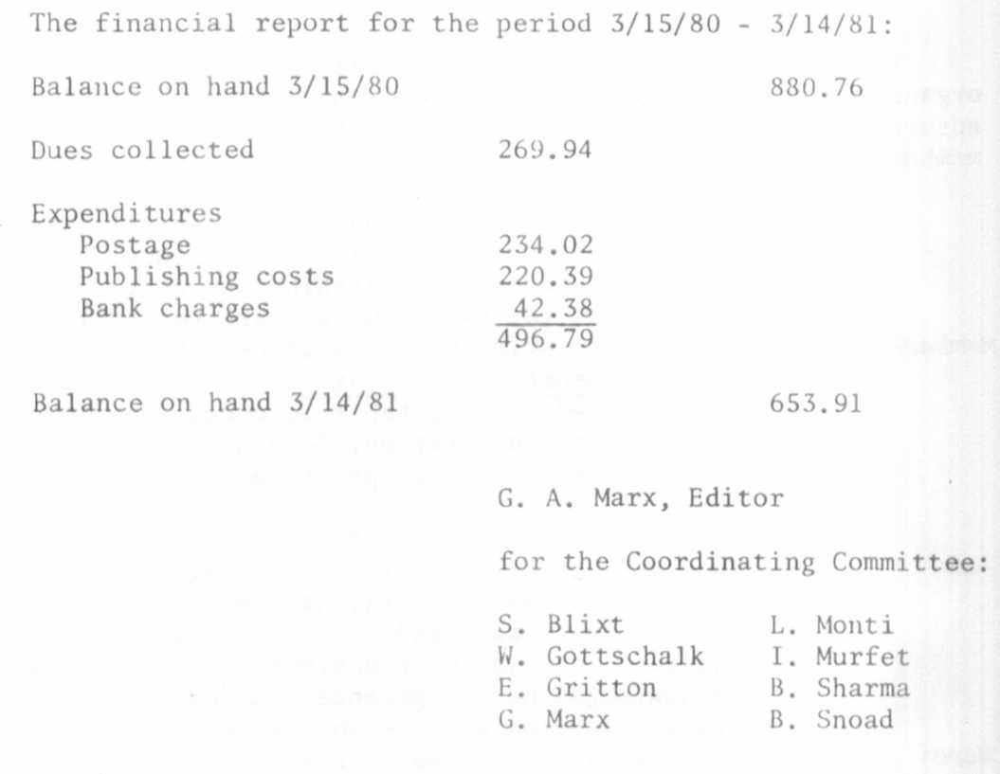 The financial report for the period 3/15/80 - 3/14/81:
Balance on hand 3/15/80 880.76
Dues collected 269.94
Expenditures
Postage 234.02
Publishing costs 220.39
Bank charges 42.38
496.79
Balance on hand 3/14/81 653.91
G. A. Marx, Editor
for the Coordinating Committee:
S. Blixt L. Monti
W. Gottschalk I. Murfet
E. Gritton B. Sharma
G. Marx B. Snoad